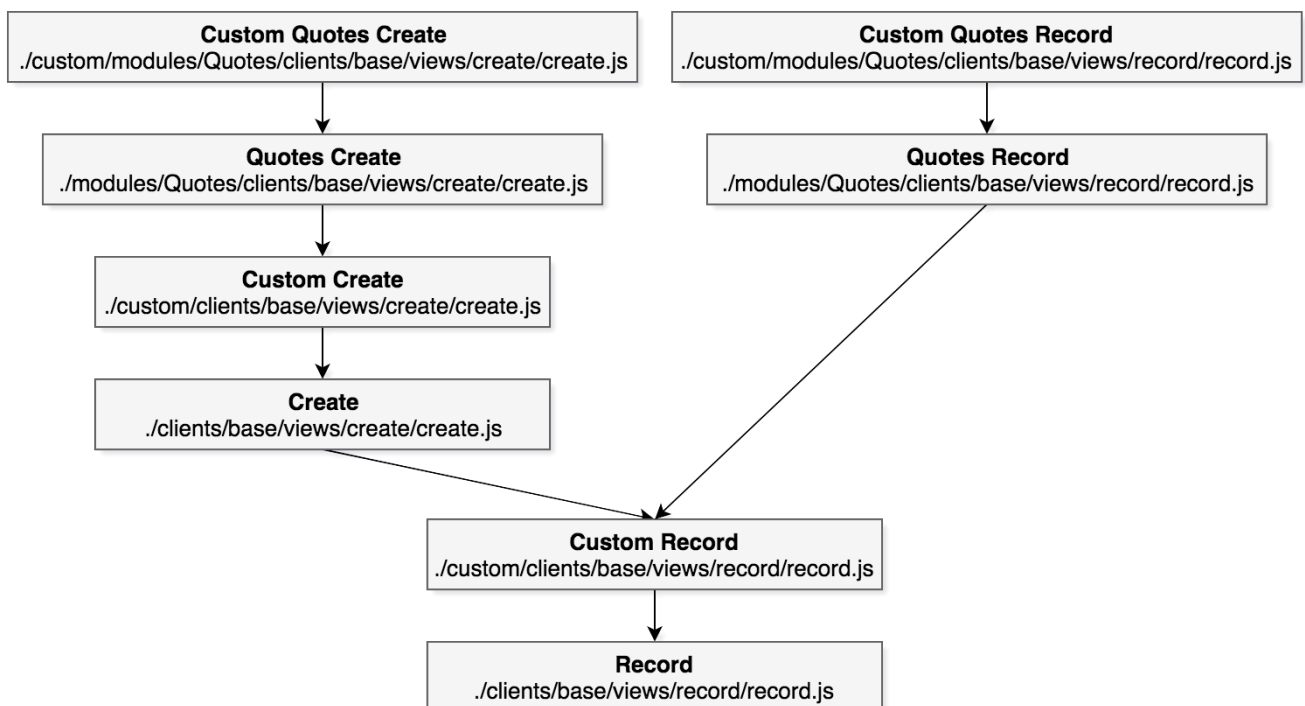 Custom Quotes Create
./custom/modules/Quotes/clients/base/views/create/create.js
Custom Quotes Record
./custom/modules/Quotes/clients/base/views/record/record.js
Quotes Create
./modules/Quotes/clients/base/views/create/create.js
Quotes Record
./modules/Quotes/clients/base/views/record/record.js
Custom Create
./custom/clients/base/views/create/create.js
Create
./clients/base/views/create/create.js
Custom Record
./custom/clients/base/views/record/record.js
Record
./clients/base/views/record/record.js